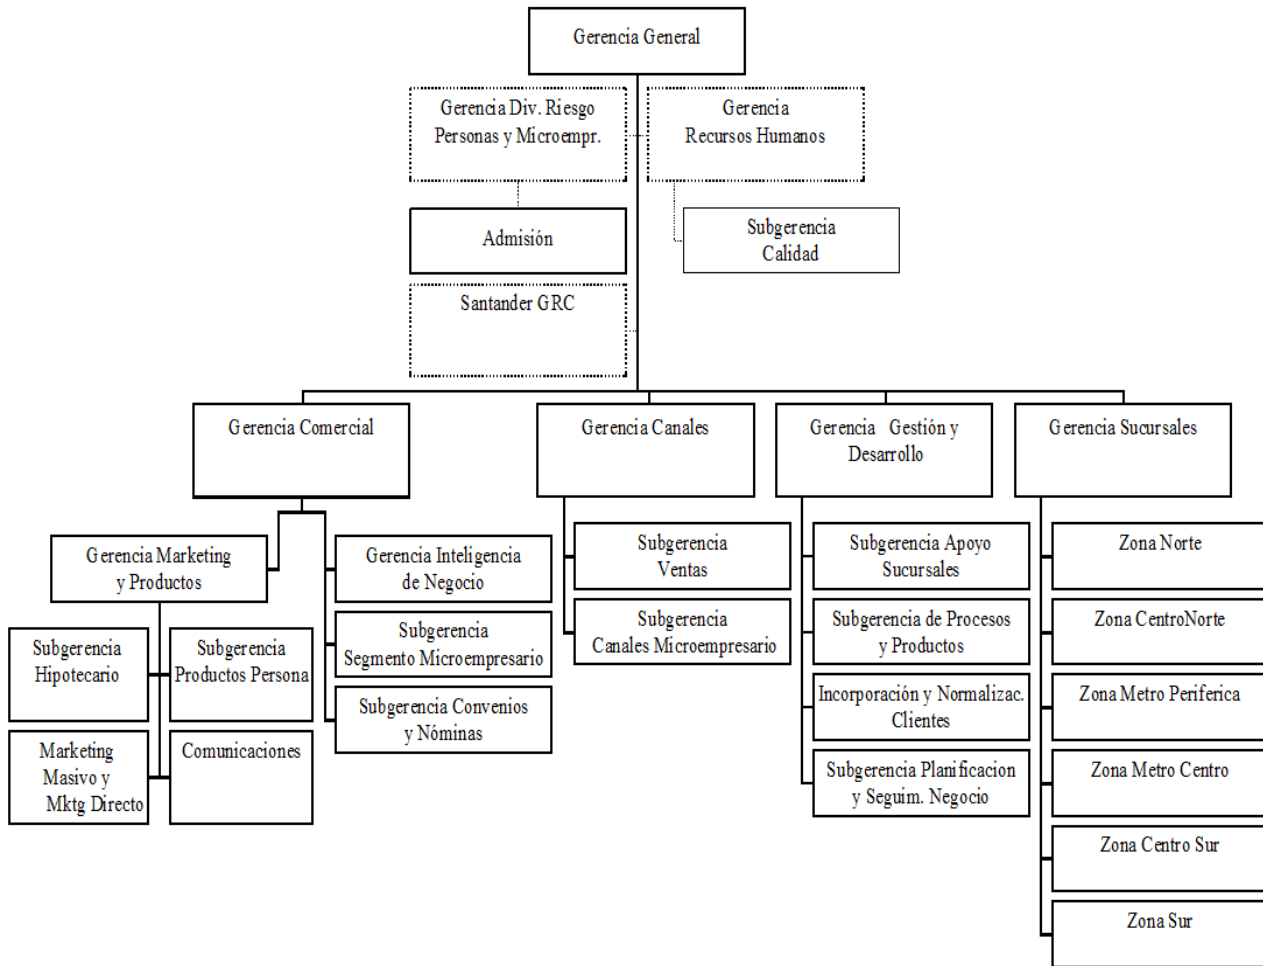 Gerencia General
Gerencia Div. Riesgo
Personas y Microempr.
Gerencia
Recursos Humanos
Admisión
Subgerencia
Calidad
Santander GRC
Gerencia Comercial
Gerencia Canales
Gerencia Gestión y
Desarrollo
Gerencia Sucursales
Gerencia Marketing
y Productos
Subgerencia
Hipotecario
Subgerencia
Productos Persona
Marketing
Masivo y
Mktg Directo
Comunicaciones
Gerencia Inteligencia
de Negocio
Subgerencia
Segmento Microempresario
Subgerencia Convenios
y Nóminas
Subgerencia
Ventas
Subgerencia
Canales Microempresario
Subgerencia Apoyo
Sucursales
Subgerencia de Procesos
y Productos
Incorporación y Normalizac.
Clientes
Subgerencia Planificacion
y Seguim. Negocio
Zona Norte
Zona CentroNorte
Zona Metro Periferica
Zona Metro Centro
Zona Centro Sur
Zona Sur